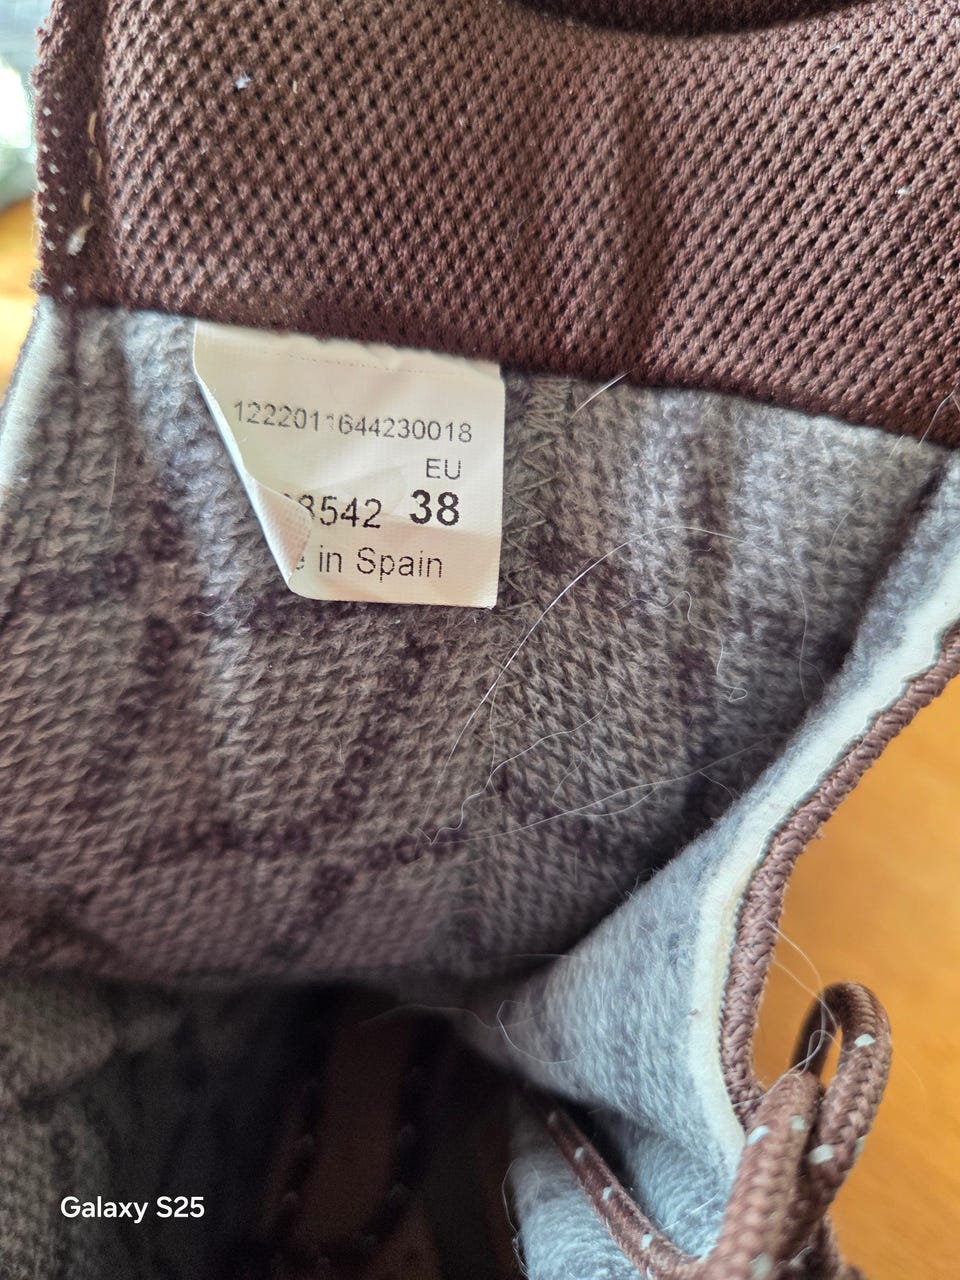 1222011644230018
EU
8542 38
in Spain
Galaxy S25